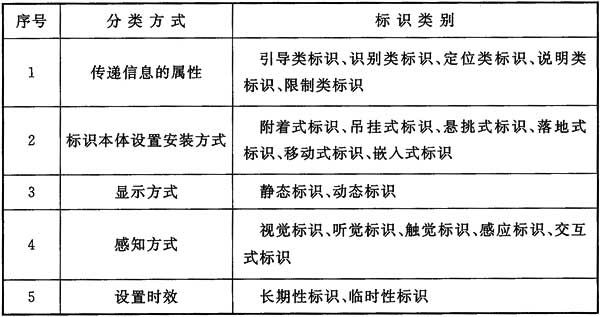 序号 分类方式 标识类别
1 传递信息的属性 引导类标识、识别类标识、定位类标识、说明类
标识、限制类标识
2 标识本体设置安装方式 附着式标识、吊挂式标识、悬挑式标识、落地式
标识、移动式标识、嵌入式标识
3 显示方式 静态标识、动态标识
4 感知方式 视觉标识、听觉标识、触觉标识、感应标识、交互
式标识
5 设置时效 长期性标识、临时性标识